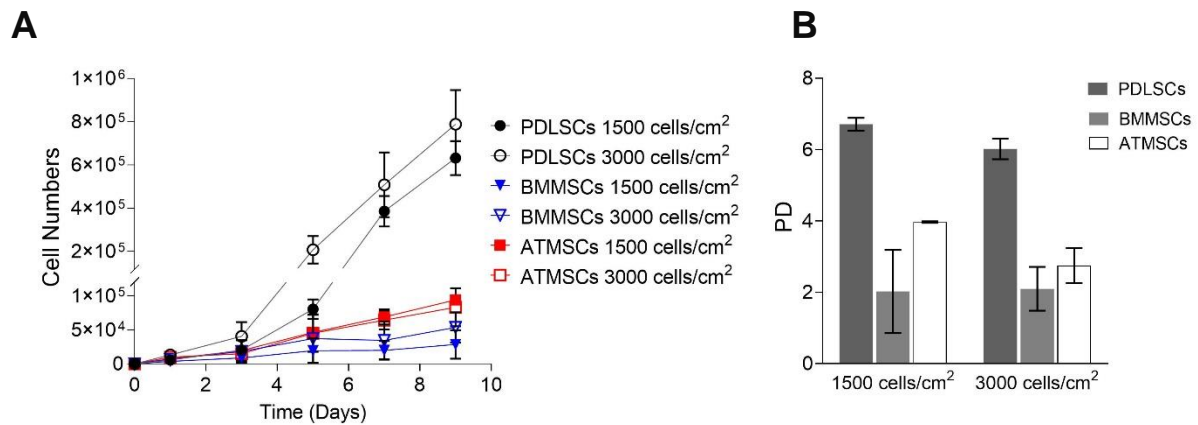 A
B
Cell Numbers
1×10⁶
8×10⁵
6×10⁵
4×10⁵
2×10⁵
1×10⁵
5×10⁴
0
0 2 4 6 8 10
Time (Days)
PDLSCs 1500 cells/cm²
PDLSCs 3000 cells/cm²
BMMSCs 1500 cells/cm²
BMMSCs 3000 cells/cm²
ATMSCs 1500 cells/cm²
ATMSCs 3000 cells/cm²
PD
8
6
4
2
0
1500 cells/cm² 3000 cells/cm²
PDLSCs
BMMSCs
ATMSCs